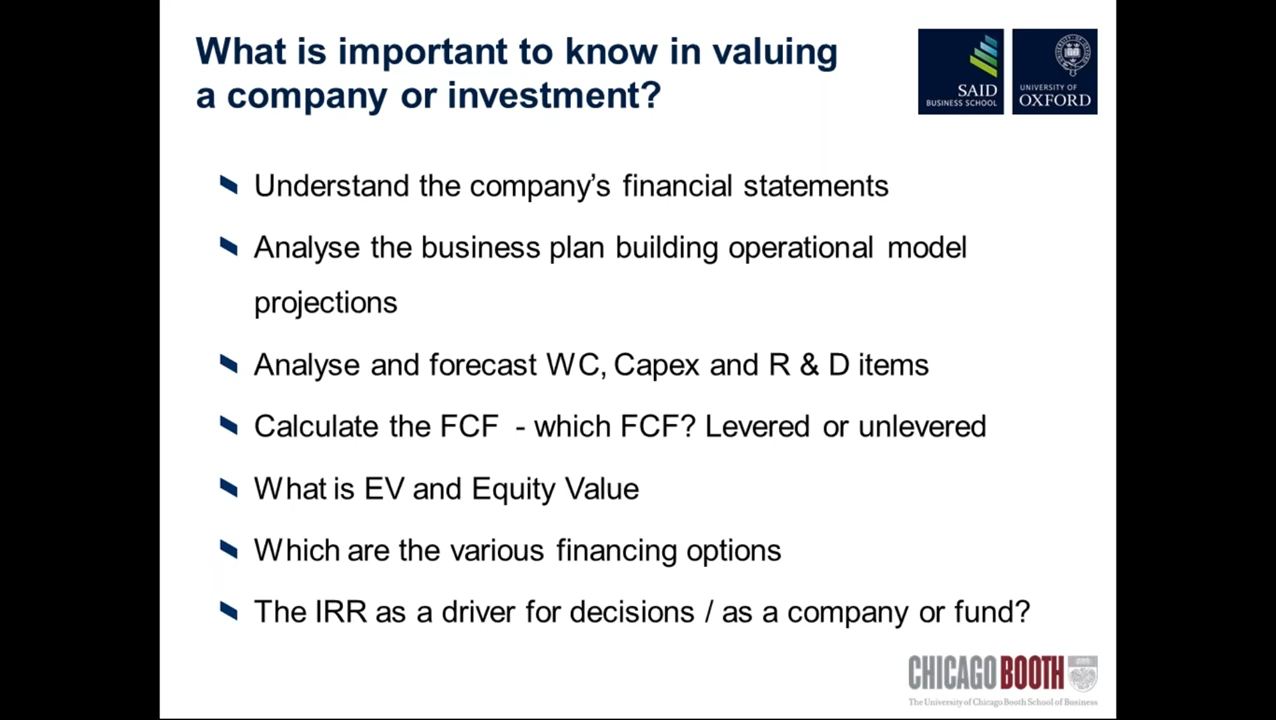 What is important to know in valuing
a company or investment?
SAID
BUSINESS SCHOOL
UNIVERSITY OF
OXFORD
Understand the company’s financial statements
Analyse the business plan building operational model
projections
Analyse and forecast WC, Capex and R & D items
Calculate the FCF - which FCF? Levered or unlevered
What is EV and Equity Value
Which are the various financing options
The IRR as a driver for decisions / as a company or fund?
CHICAGO BOOTH
The University of Chicago Booth School of Business